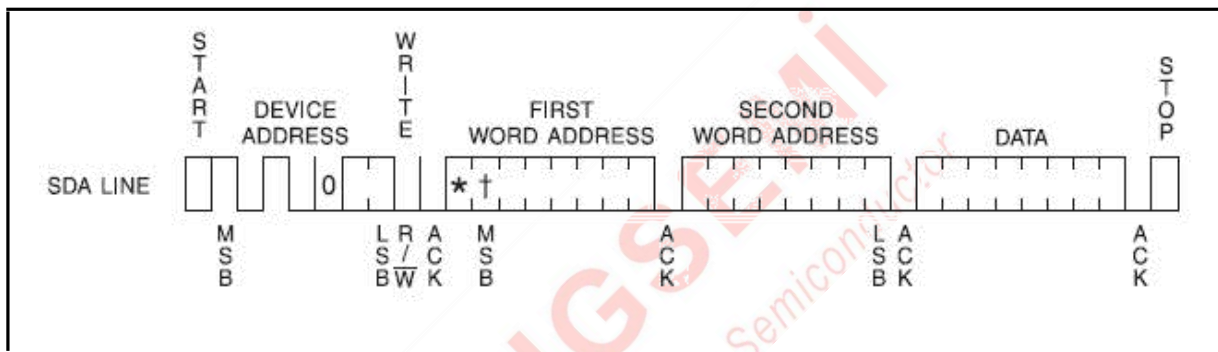 START
WRITE
STOP
DEVICE
ADDRESS
FIRST
WORD ADDRESS
SECOND
WORD ADDRESS
DATA
SDA LINE
0
* †
MSB
LSB
R/W
ACK
MSB
ACK
LSB
ACK
ACK
GSEMi
Semiconductor